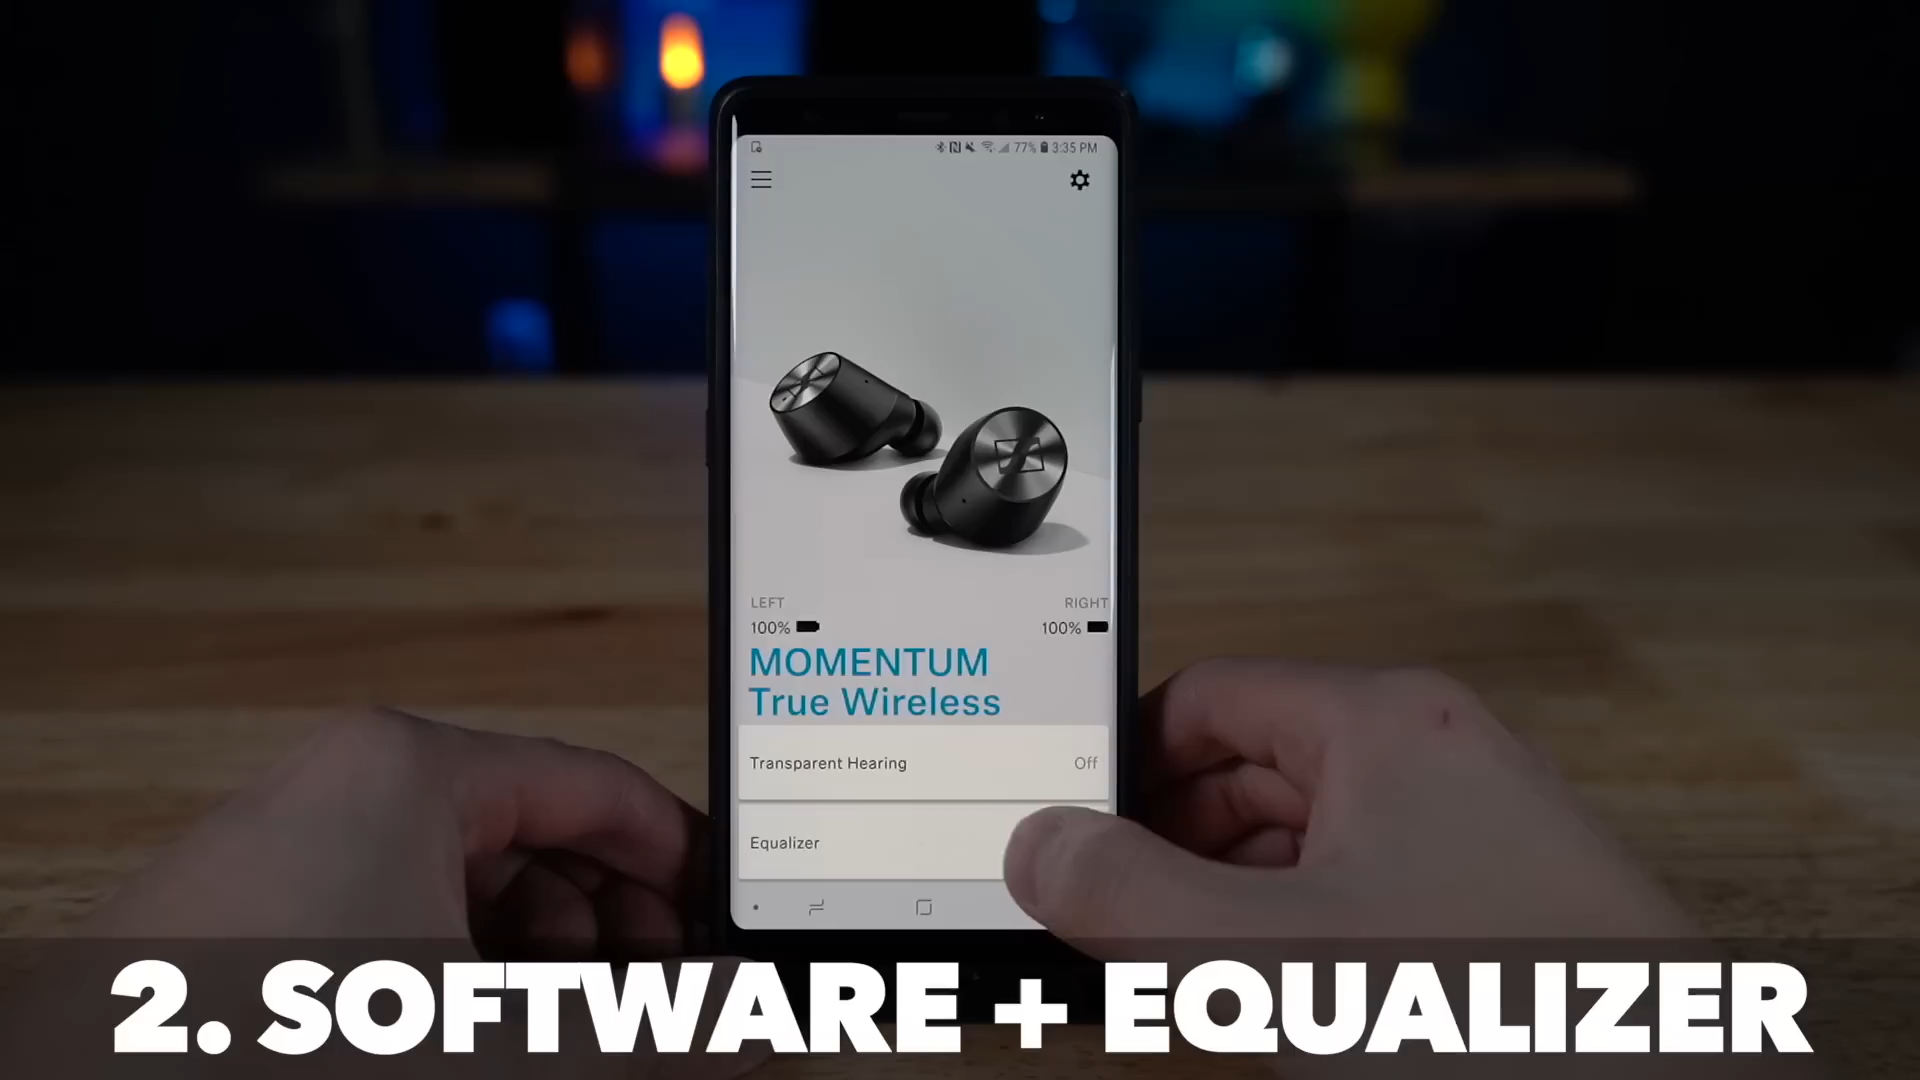 77% 3:35 PM
LEFT RIGHT
100% 100%
MOMENTUM
True Wireless
Transparent Hearing Off
Equalizer
2. SOFTWARE + EQUALIZER